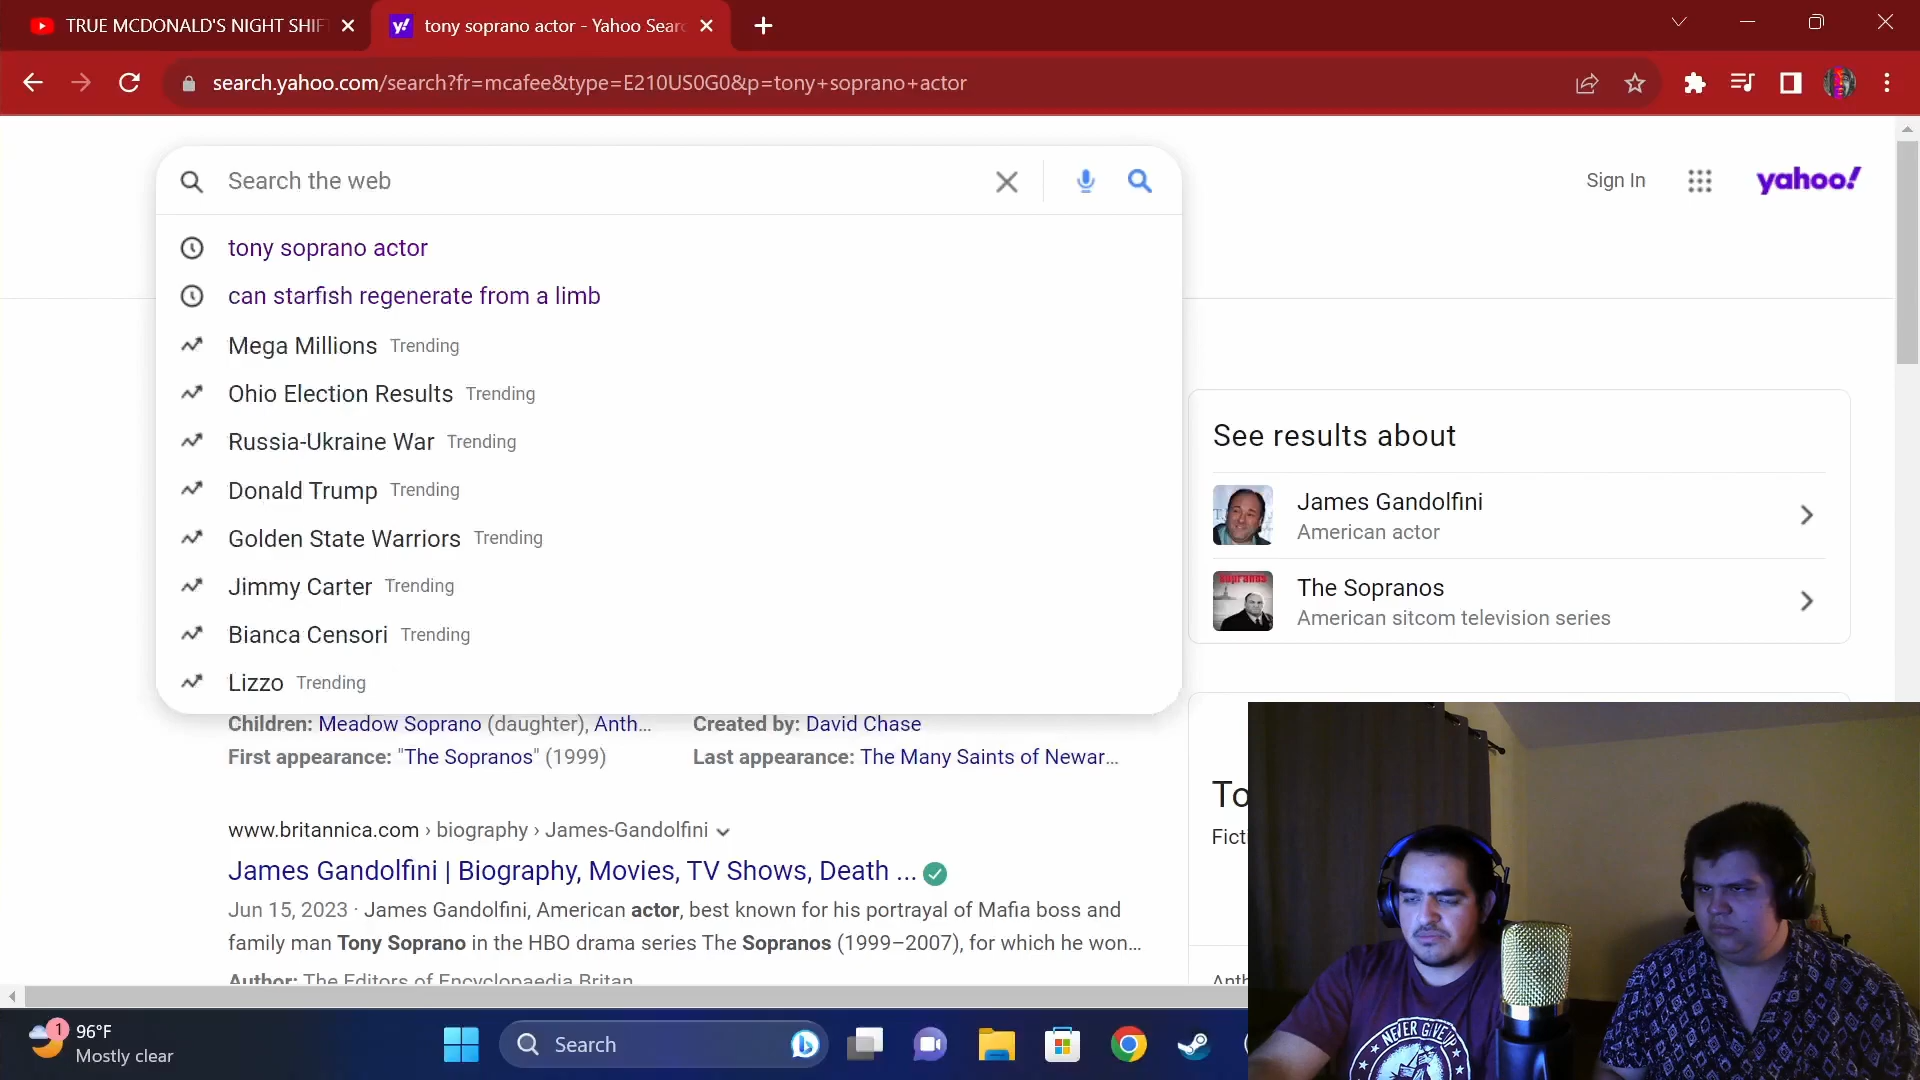 TRUE MCDONALD'S NIGHT SHIF
tony soprano actor - Yahoo Sear
search.yahoo.com/search?fr=mcafee&type=E210US0G0&p=tony+soprano+actor
Search the web
Sign In
yahoo!
tony soprano actor
can starfish regenerate from a limb
Mega Millions Trending
Ohio Election Results Trending
Russia-Ukraine War Trending
Donald Trump Trending
Golden State Warriors Trending
Jimmy Carter Trending
Bianca Censori Trending
Lizzo Trending
See results about
James Gandolfini
American actor
The Sopranos
American sitcom television series
Children: Meadow Soprano (daughter), Anth...
Created by: David Chase
First appearance: "The Sopranos" (1999)
Last appearance: The Many Saints of Newar...
www.britannica.com › biography › James-Gandolfini
James Gandolfini | Biography, Movies, TV Shows, Death ...
Jun 15, 2023 · James Gandolfini, American actor, best known for his portrayal of Mafia boss and
family man Tony Soprano in the HBO drama series The Sopranos (1999–2007), for which he won...
Author: The Editors of Encyclopaedia Britan
To
Ficti
Anth
NEVER GIVE UP
1
96°F
Mostly clear
Search